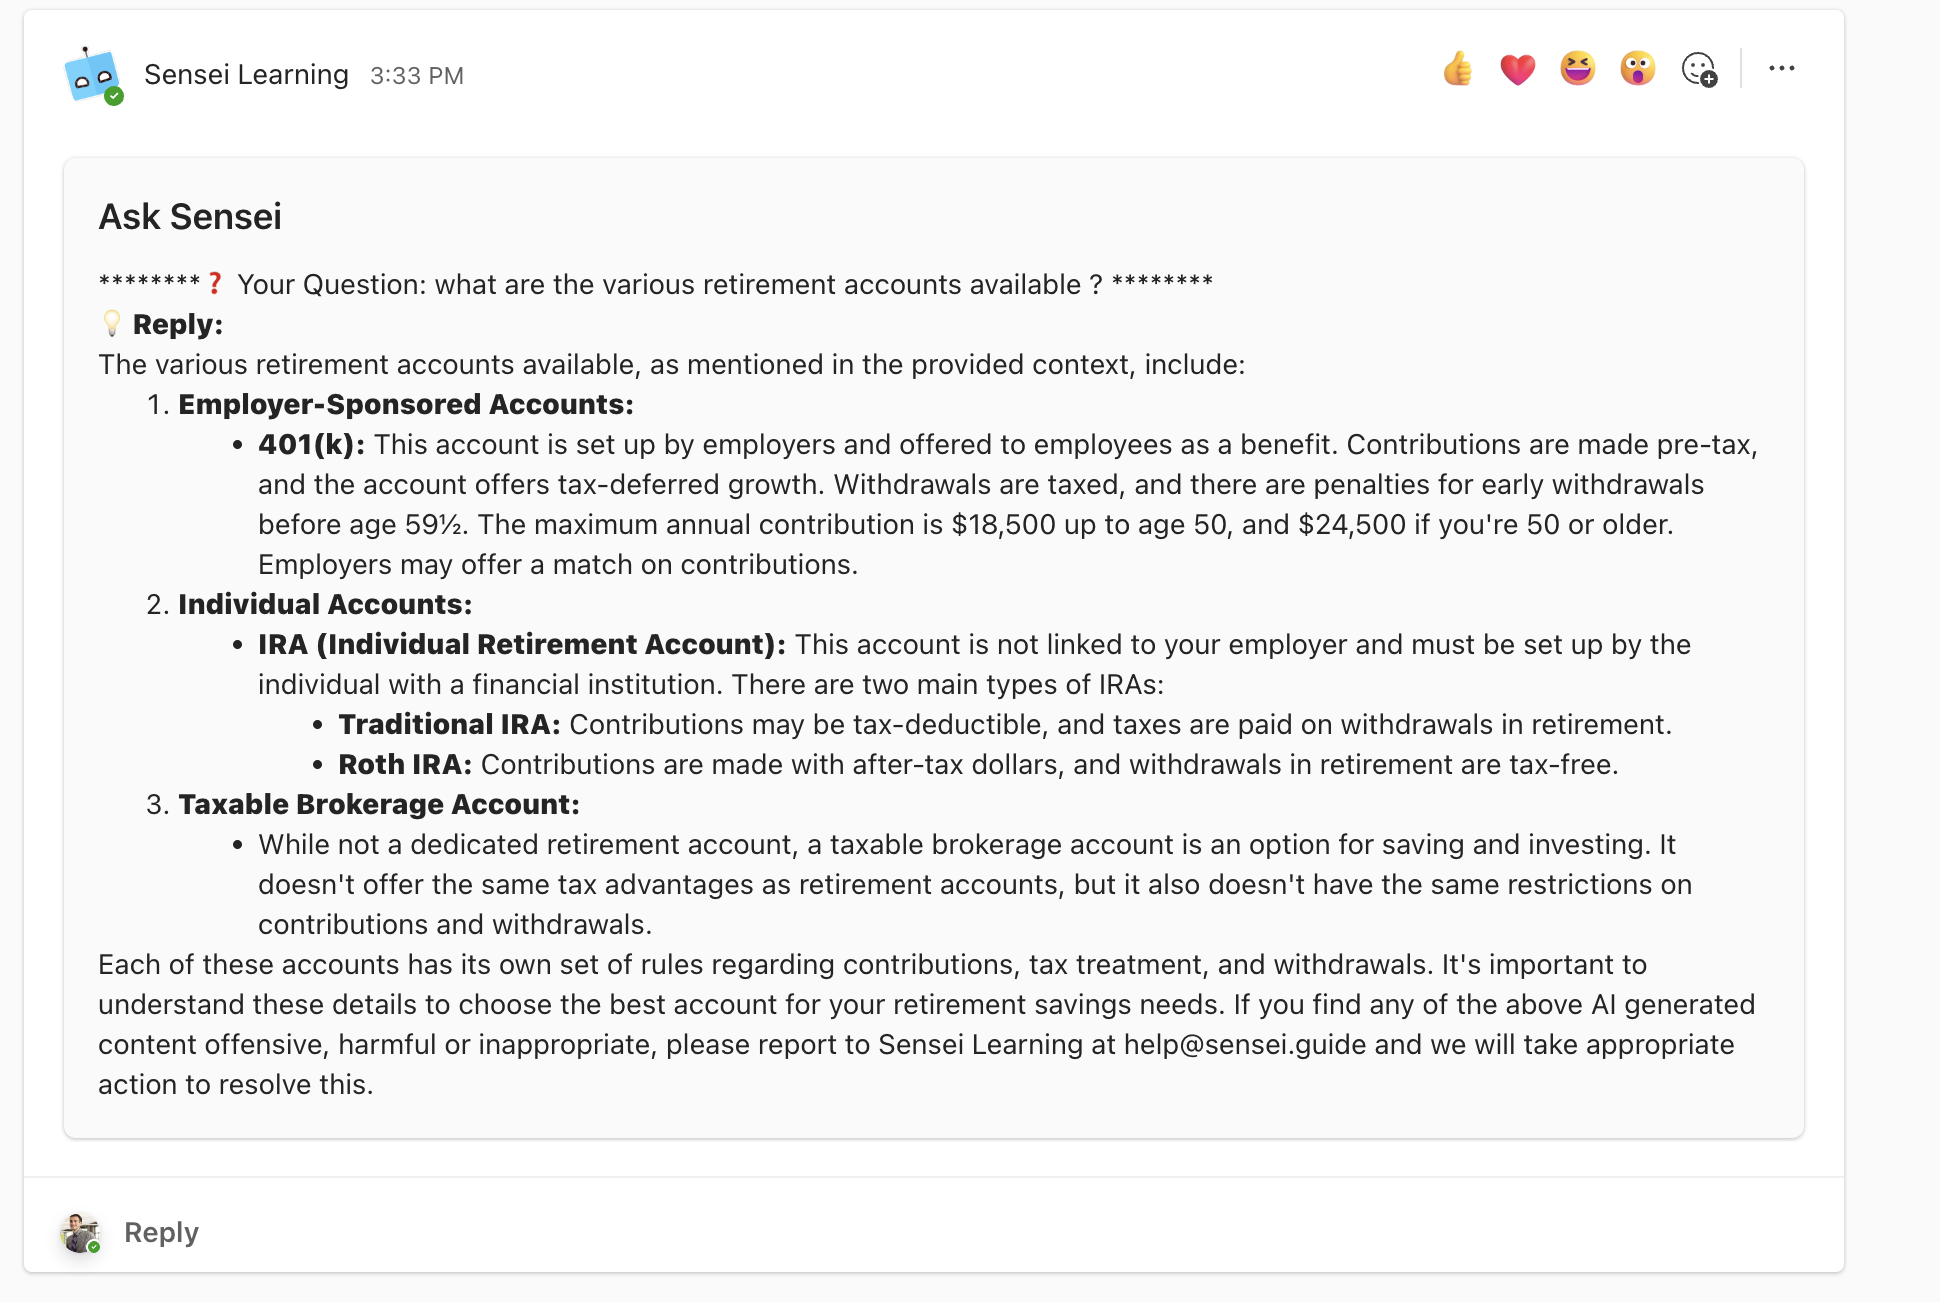 Sensei Learning 3:33 PM
Ask Sensei
********❓ Your Question: what are the various retirement accounts available ? ********
💡 Reply:
The various retirement accounts available, as mentioned in the provided context, include:
1. Employer-Sponsored Accounts:
• 401(k): This account is set up by employers and offered to employees as a benefit. Contributions are made pre-tax,
and the account offers tax-deferred growth. Withdrawals are taxed, and there are penalties for early withdrawals
before age 59½. The maximum annual contribution is $18,500 up to age 50, and $24,500 if you're 50 or older.
Employers may offer a match on contributions.
2. Individual Accounts:
• IRA (Individual Retirement Account): This account is not linked to your employer and must be set up by the
individual with a financial institution. There are two main types of IRAs:
• Traditional IRA: Contributions may be tax-deductible, and taxes are paid on withdrawals in retirement.
• Roth IRA: Contributions are made with after-tax dollars, and withdrawals in retirement are tax-free.
3. Taxable Brokerage Account:
• While not a dedicated retirement account, a taxable brokerage account is an option for saving and investing. It
doesn't offer the same tax advantages as retirement accounts, but it also doesn't have the same restrictions on
contributions and withdrawals.
Each of these accounts has its own set of rules regarding contributions, tax treatment, and withdrawals. It's important to
understand these details to choose the best account for your retirement savings needs. If you find any of the above AI generated
content offensive, harmful or inappropriate, please report to Sensei Learning at help@sensei.guide and we will take appropriate
action to resolve this.
Reply